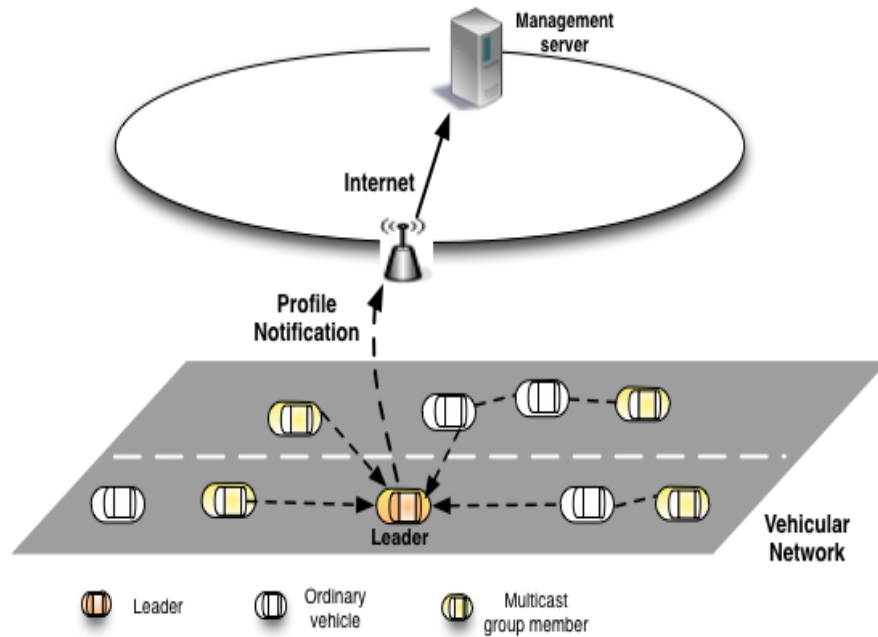 Management
server
Internet
Profile
Notification
Leader
Vehicular
Network
Leader
Ordinary
vehicle
Multicast
group member